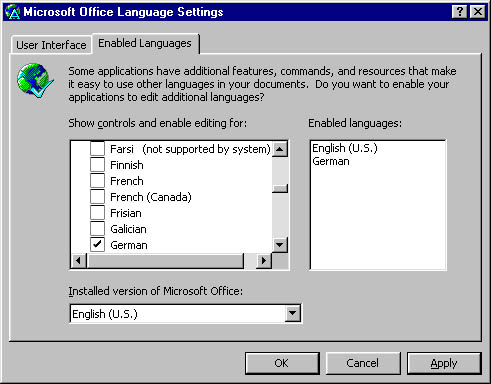 Microsoft Office Language Settings
User Interface
Enabled Languages
Some applications have additional features, commands, and resources that make
it easy to use other languages in your documents.  Do you want to enable your
applications to edit additional languages?
Show controls and enable editing for:
Enabled languages:
Farsi   (not supported by system)
Finnish
French
French (Canada)
Frisian
Galician
German
English (U.S.)
German
Installed version of Microsoft Office:
English (U.S.)
OK
Cancel
Apply